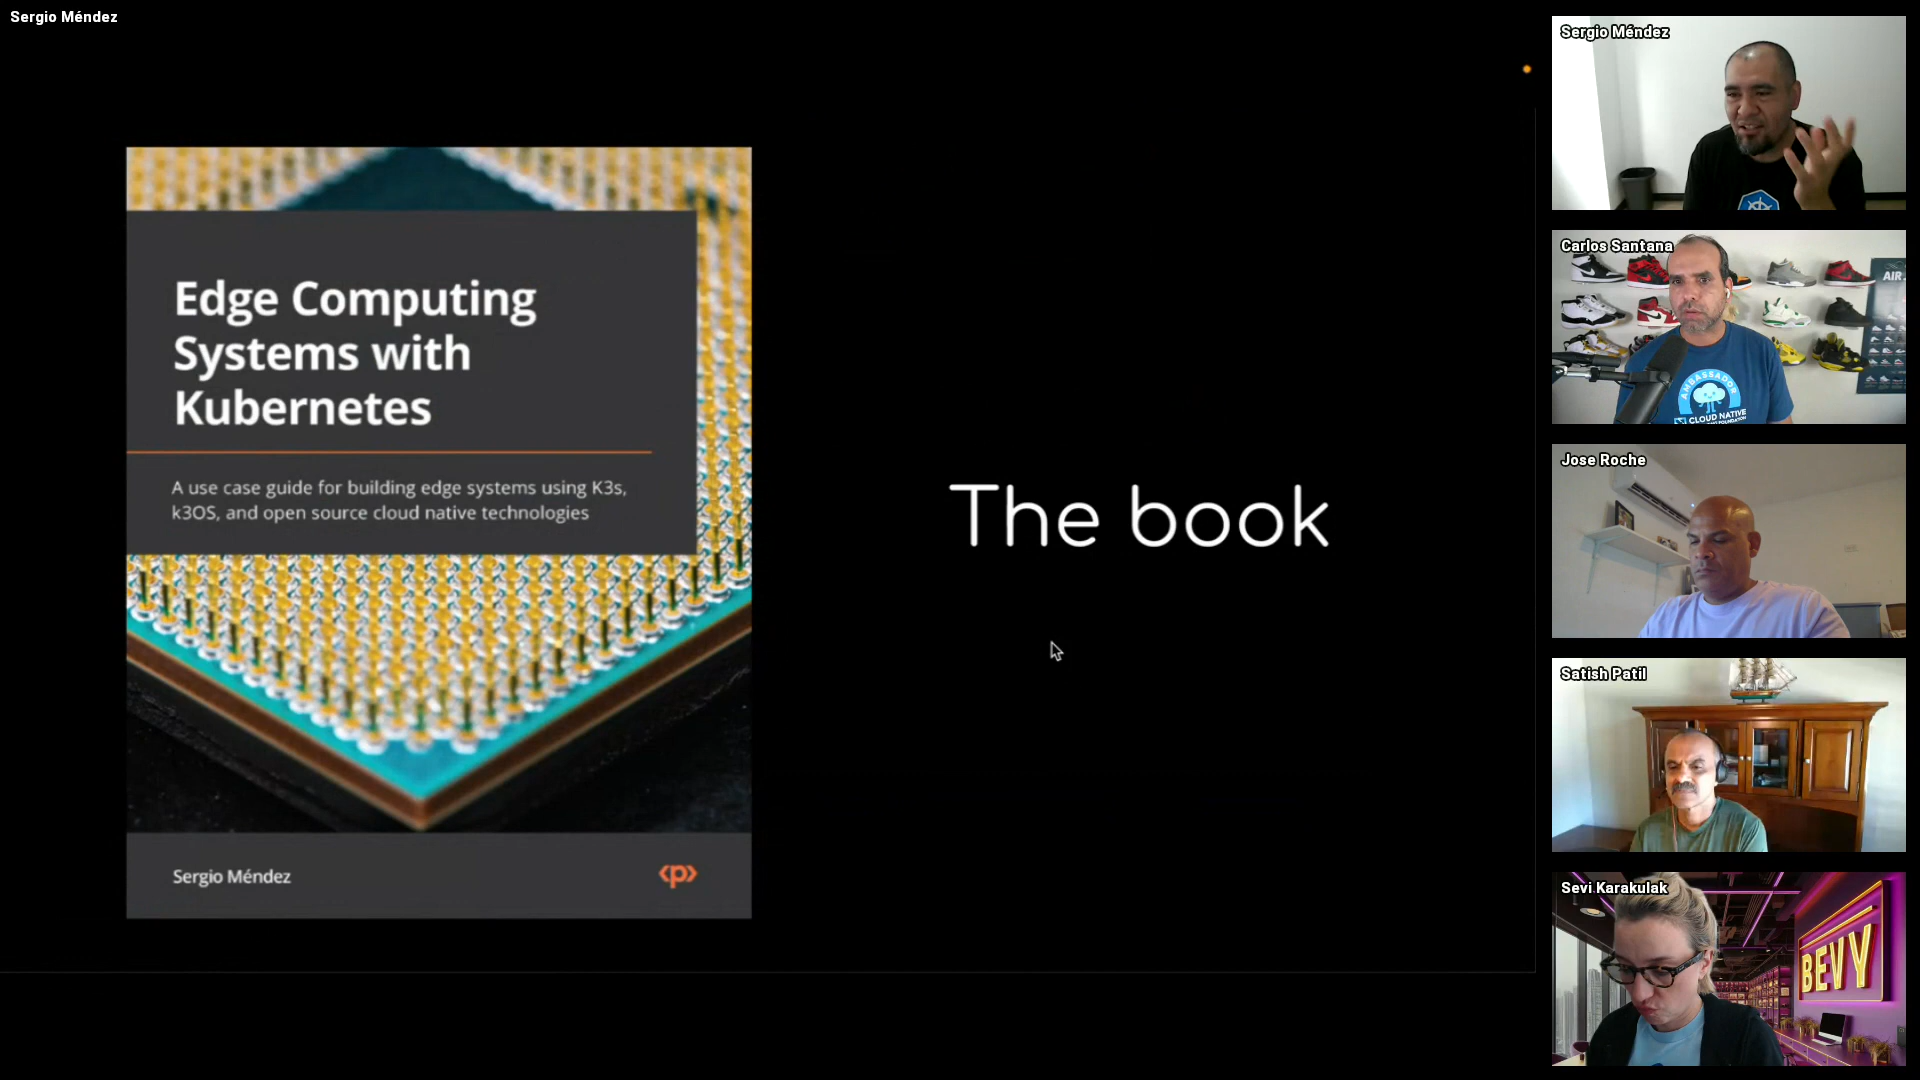 Sergio Méndez
Edge Computing
Systems with
Kubernetes
A use case guide for building edge systems using K3s,
k3OS, and open source cloud native technologies
Sergio Méndez
<p>
The book
Sergio Méndez
Carlos Santana
AIR
AMBASSADOR
CLOUD NATIVE
Jose Roche
Satish Patil
Sevi Karakulak
BEVY